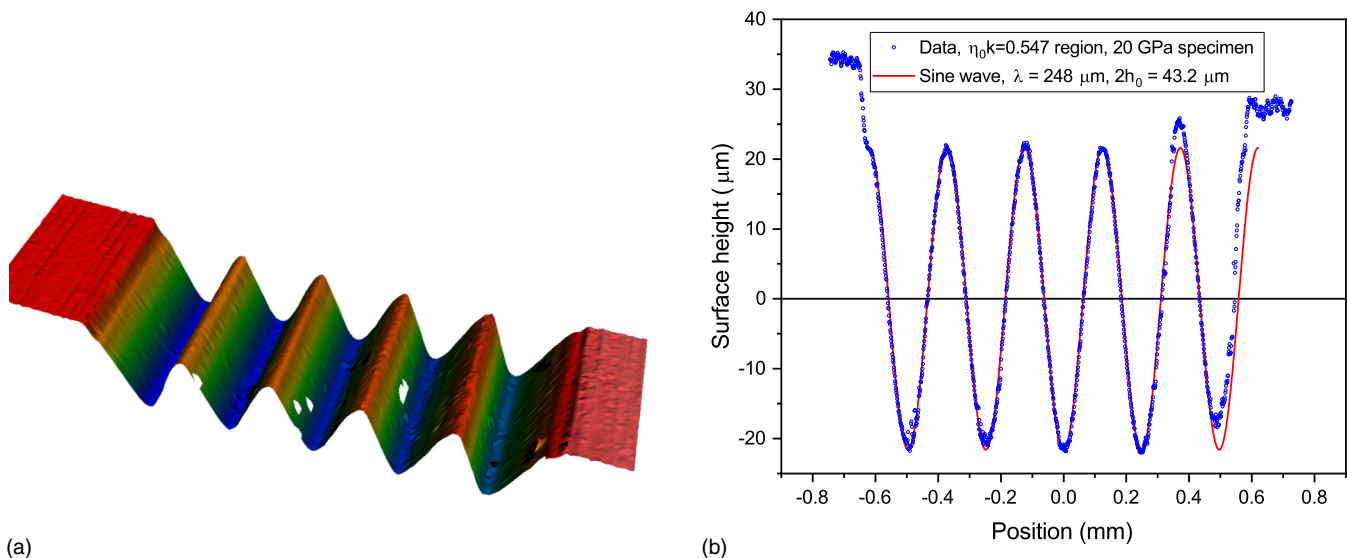 40
30
20
10
0
-10
-20
Surface height ( μm)
Data, η₀k=0.547 region, 20 GPa specimen
Sine wave, λ = 248 μm, 2h₀ = 43.2 μm
-0.8 -0.6 -0.4 -0.2 0.0 0.2 0.4 0.6 0.8
Position (mm)
(a)
(b)